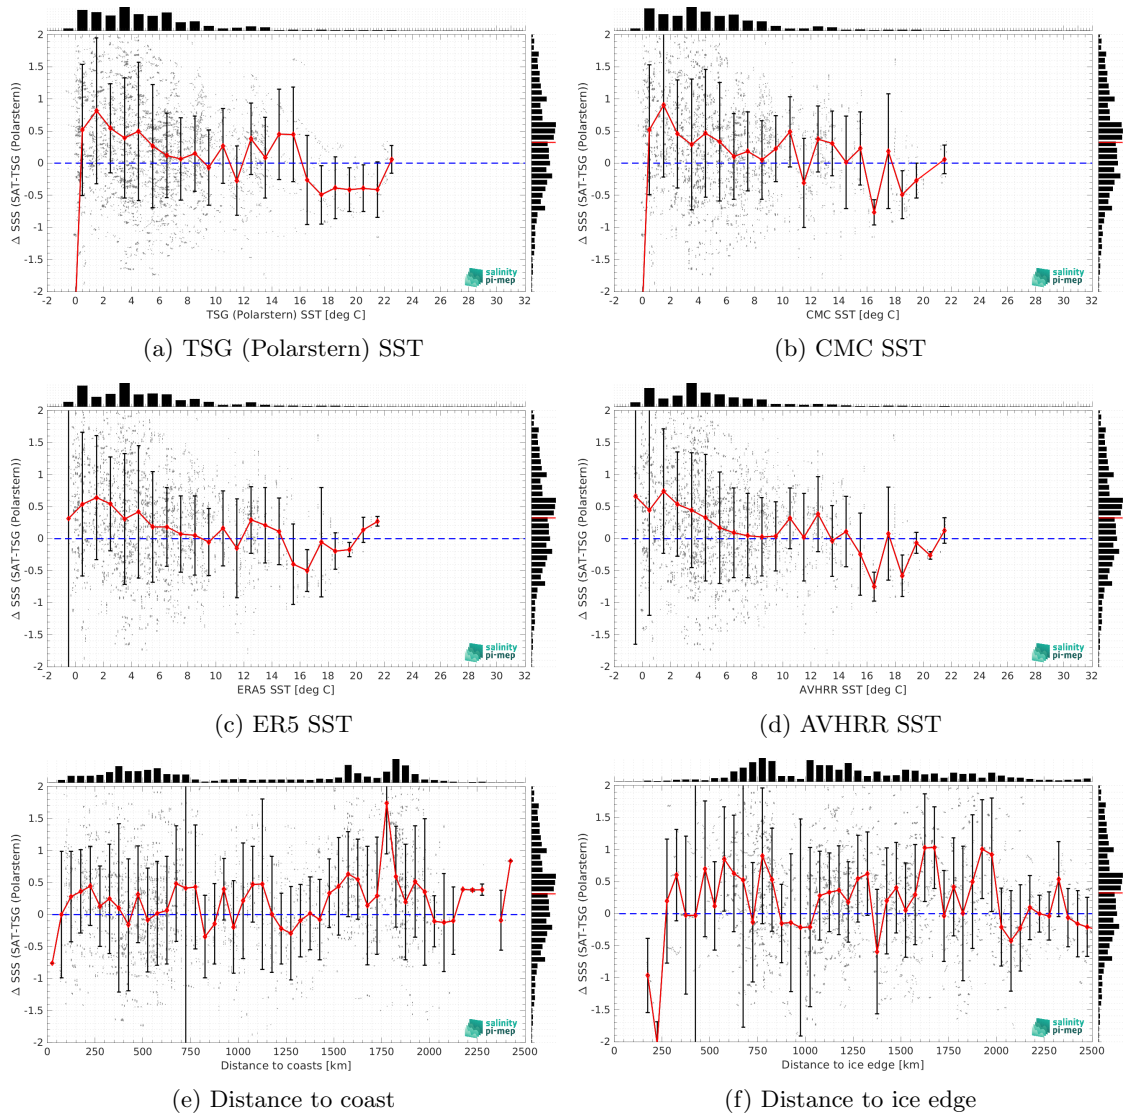 2
1.5
1
0.5
0
-0.5
-1
-1.5
-2
Δ SSS (SAT-TSG (Polarstern))
salinity
pi-mep
-2 0 2 4 6 8 10 12 14 16 18 20 22 24 26 28 30 32
TSG (Polarstern) SST [deg C]
(a) TSG (Polarstern) SST
2
1.5
1
0.5
0
-0.5
-1
-1.5
-2
Δ SSS (SAT-TSG (Polarstern))
salinity
pi-mep
-2 0 2 4 6 8 10 12 14 16 18 20 22 24 26 28 30 32
CMC SST [deg C]
(b) CMC SST
2
1.5
1
0.5
0
-0.5
-1
-1.5
-2
Δ SSS (SAT-TSG (Polarstern))
salinity
pi-mep
-2 0 2 4 6 8 10 12 14 16 18 20 22 24 26 28 30 32
ERA5 SST [deg C]
(c) ER5 SST
2
1.5
1
0.5
0
-0.5
-1
-1.5
-2
Δ SSS (SAT-TSG (Polarstern))
salinity
pi-mep
-2 0 2 4 6 8 10 12 14 16 18 20 22 24 26 28 30 32
AVHRR SST [deg C]
(d) AVHRR SST
2
1.5
1
0.5
0
-0.5
-1
-1.5
-2
Δ SSS (SAT-TSG (Polarstern))
salinity
pi-mep
0 250 500 750 1000 1250 1500 1750 2000 2250 2500
Distance to coasts [km]
(e) Distance to coast
2
1.5
1
0.5
0
-0.5
-1
-1.5
-2
Δ SSS (SAT-TSG (Polarstern))
salinity
pi-mep
0 250 500 750 1000 1250 1500 1750 2000 2250 2500
Distance to ice edge [km]
(f) Distance to ice edge